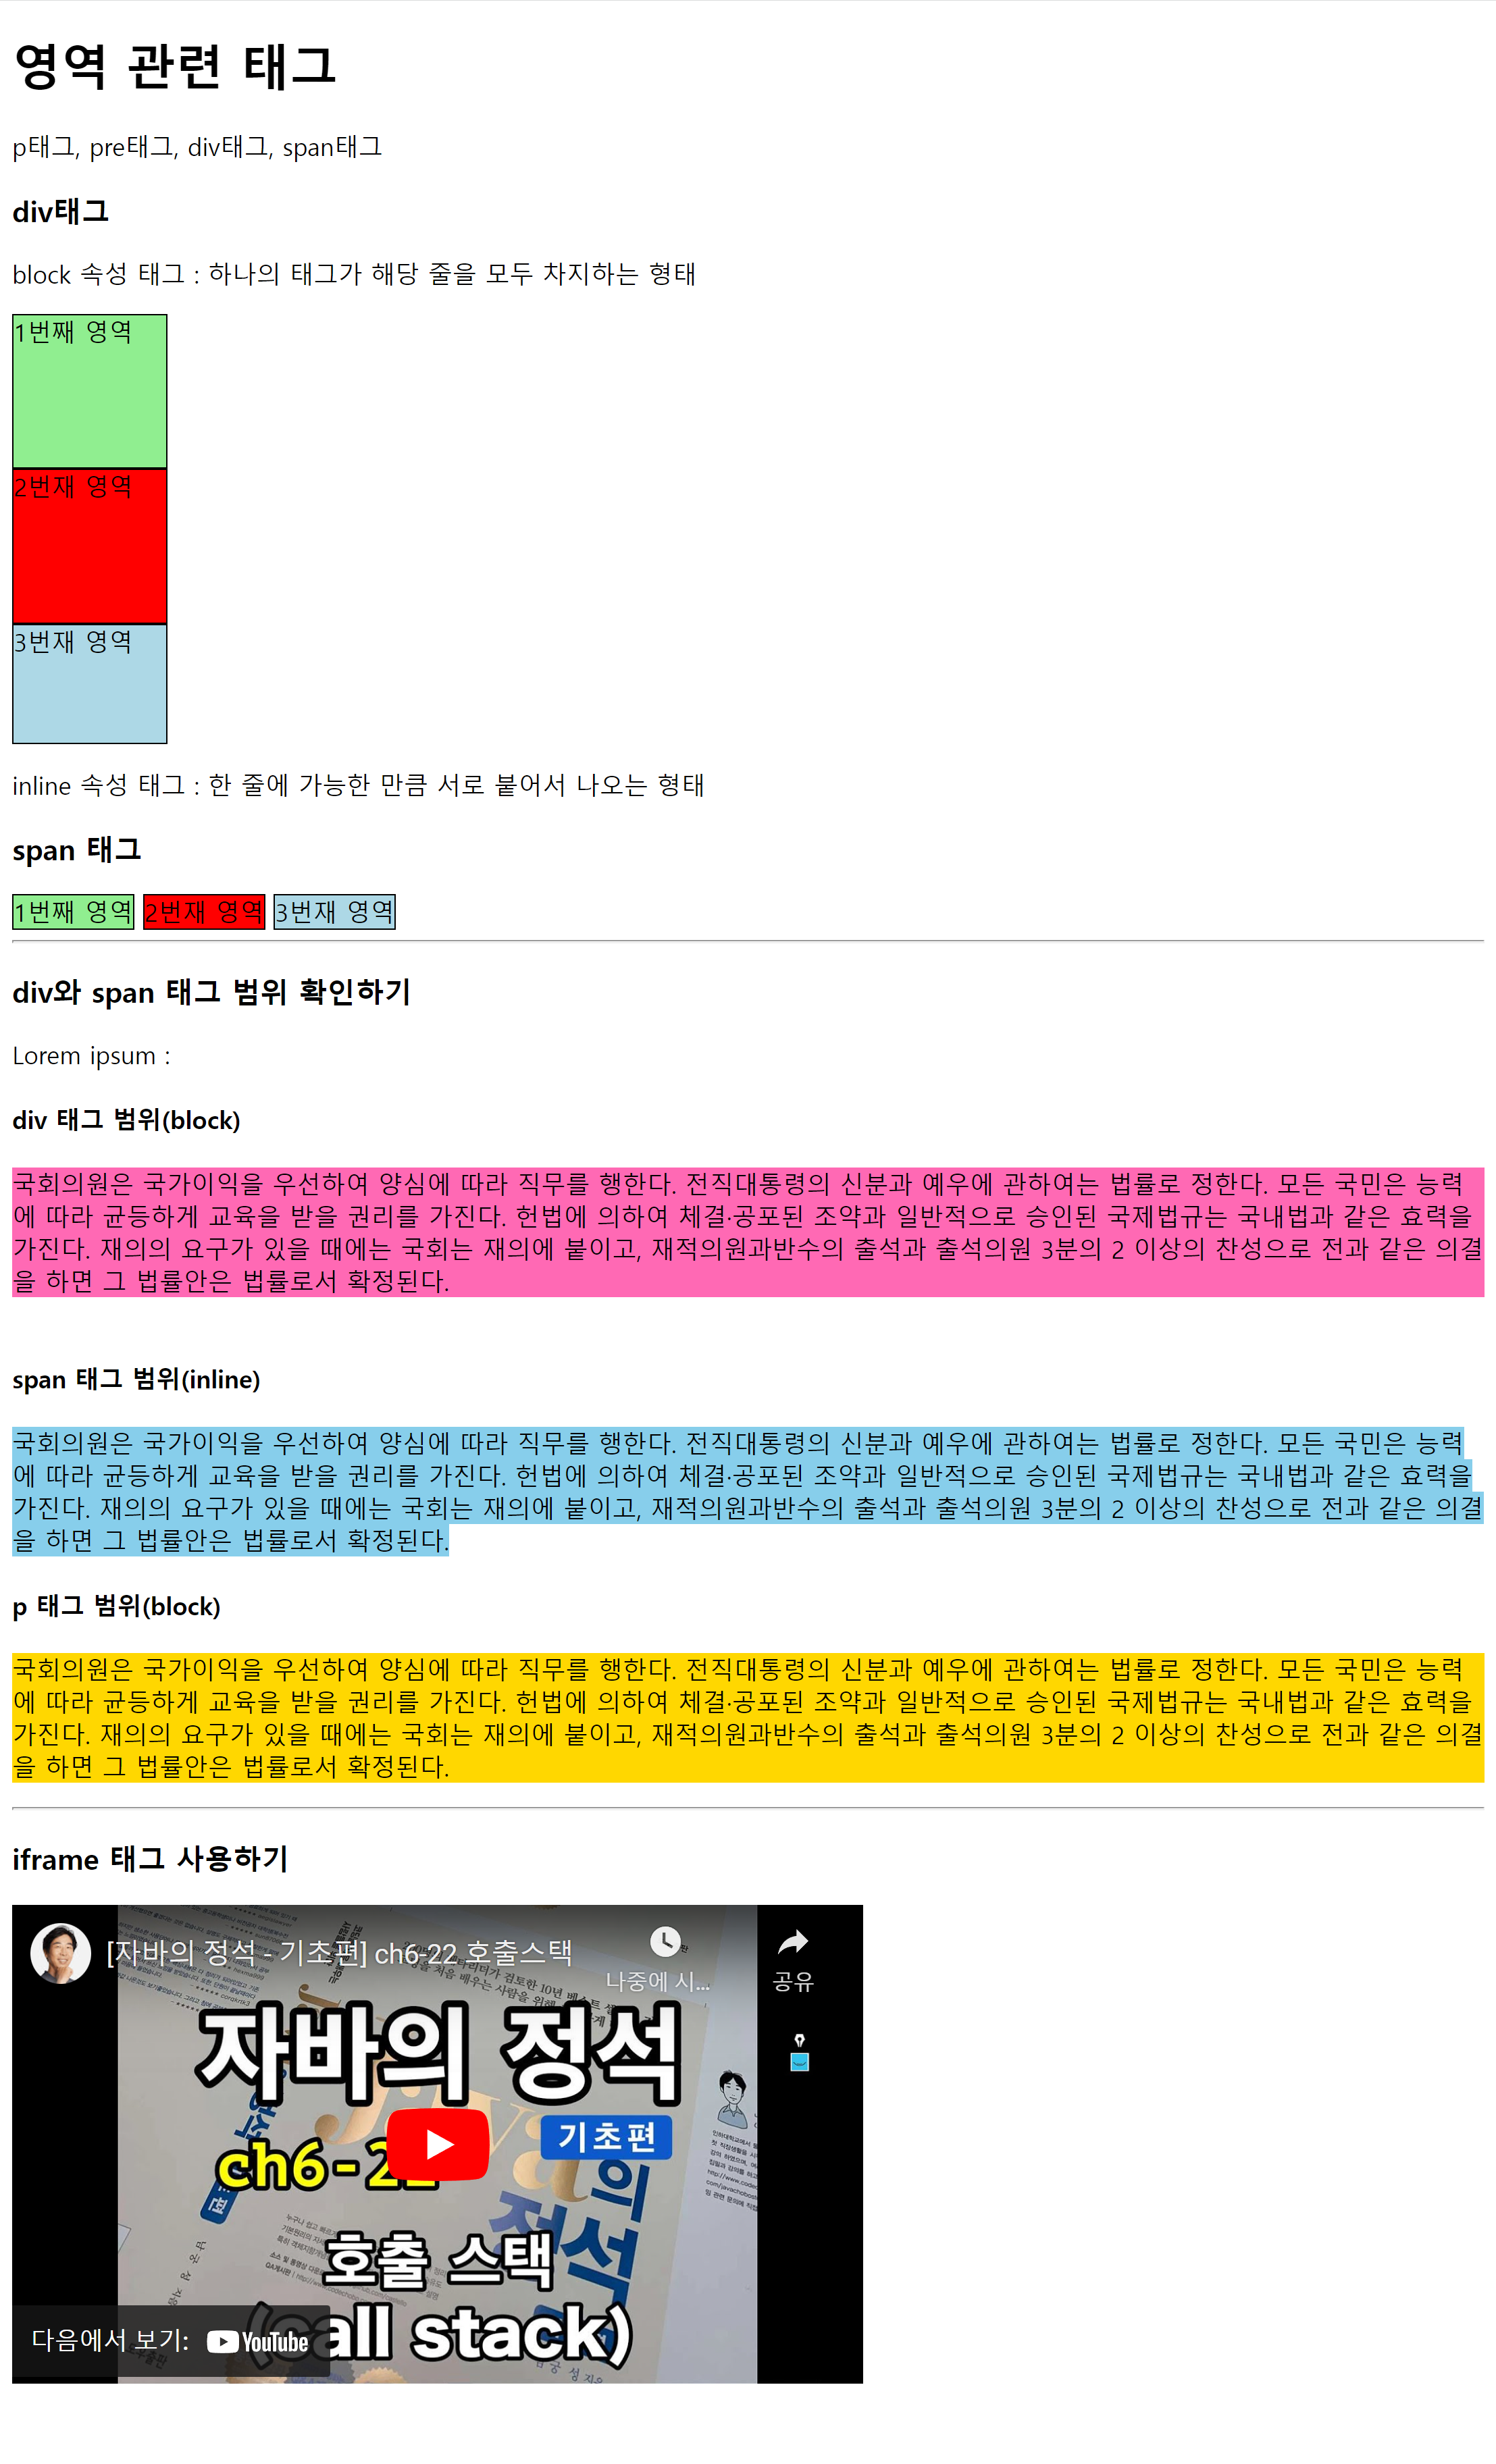 영역 관련 태그
p태그, pre태그, div태그, span태그
div태그
block 속성 태그 : 하나의 태그가 해당 줄을 모두 차지하는 형태
1번째 영역
2번재 영역
3번재 영역
inline 속성 태그 : 한 줄에 가능한 만큼 서로 붙어서 나오는 형태
span 태그
1번째 영역 2번재 영역 3번재 영역
div와 span 태그 범위 확인하기
Lorem ipsum :
div 태그 범위(block)
국회의원은 국가이익을 우선하여 양심에 따라 직무를 행한다. 전직대통령의 신분과 예우에 관하여는 법률로 정한다. 모든 국민은 능력
에 따라 균등하게 교육을 받을 권리를 가진다. 헌법에 의하여 체결·공포된 조약과 일반적으로 승인된 국제법규는 국내법과 같은 효력을
가진다. 재의의 요구가 있을 때에는 국회는 재의에 붙이고, 재적의원과반수의 출석과 출석의원 3분의 2 이상의 찬성으로 전과 같은 의결
을 하면 그 법률안은 법률로서 확정된다.
span 태그 범위(inline)
국회의원은 국가이익을 우선하여 양심에 따라 직무를 행한다. 전직대통령의 신분과 예우에 관하여는 법률로 정한다. 모든 국민은 능력
에 따라 균등하게 교육을 받을 권리를 가진다. 헌법에 의하여 체결·공포된 조약과 일반적으로 승인된 국제법규는 국내법과 같은 효력을
가진다. 재의의 요구가 있을 때에는 국회는 재의에 붙이고, 재적의원과반수의 출석과 출석의원 3분의 2 이상의 찬성으로 전과 같은 의결
을 하면 그 법률안은 법률로서 확정된다.
p 태그 범위(block)
국회의원은 국가이익을 우선하여 양심에 따라 직무를 행한다. 전직대통령의 신분과 예우에 관하여는 법률로 정한다. 모든 국민은 능력
에 따라 균등하게 교육을 받을 권리를 가진다. 헌법에 의하여 체결·공포된 조약과 일반적으로 승인된 국제법규는 국내법과 같은 효력을
가진다. 재의의 요구가 있을 때에는 국회는 재의에 붙이고, 재적의원과반수의 출석과 출석의원 3분의 2 이상의 찬성으로 전과 같은 의결
을 하면 그 법률안은 법률로서 확정된다.
iframe 태그 사용하기
[자바의 정석 - 기초편] ch6-22 호출스택
나중에 시...
공유
자바의 정석
기초편
ch6-22
호출 스택
(call stack)
다음에서 보기: YouTube